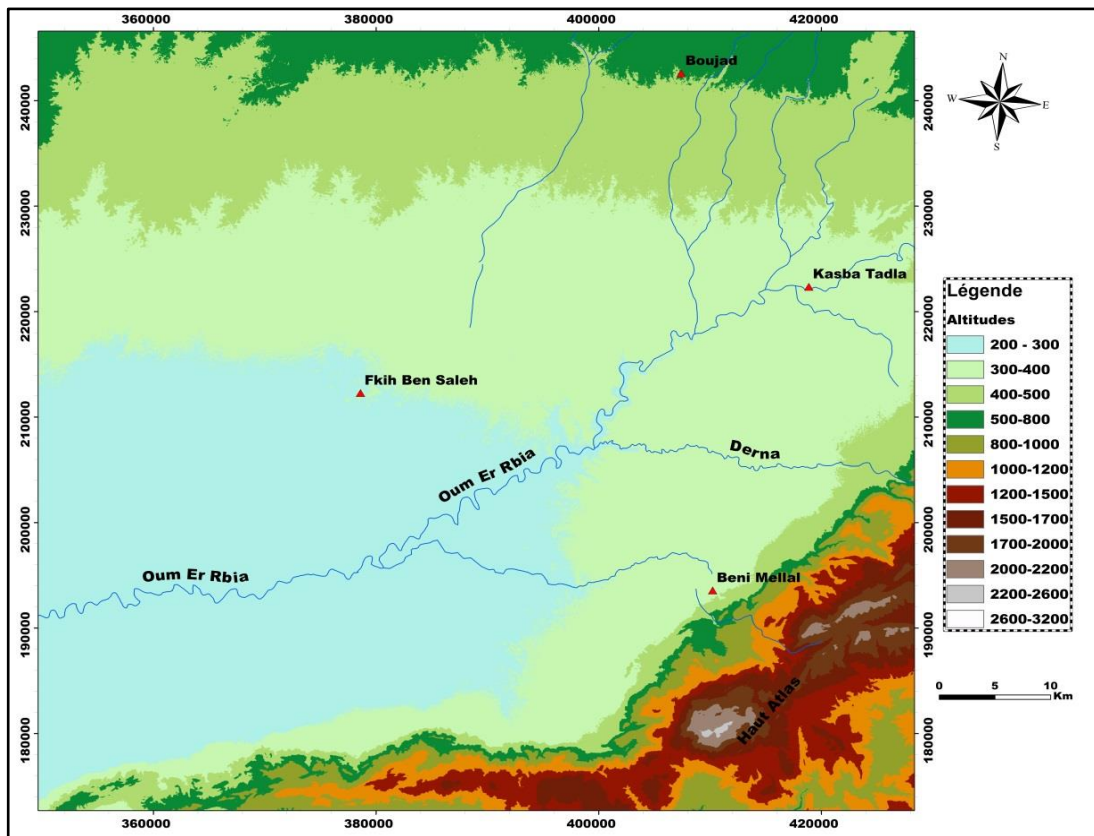 360000
380000
400000
420000
240000
230000
220000
210000
200000
190000
180000
Boujad
Kasba Tadla
Fkih Ben Saleh
Oum Er Rbia
Derna
Oum Er Rbia
Beni Mellal
Haut Atlas
240000
230000
220000
210000
200000
190000
180000
360000
380000
400000
420000
N
W
E
S
Légende
Altitudes
200 - 300
300-400
400-500
500-800
800-1000
1000-1200
1200-1500
1500-1700
1700-2000
2000-2200
2200-2600
2600-3200
0 5 10
Km